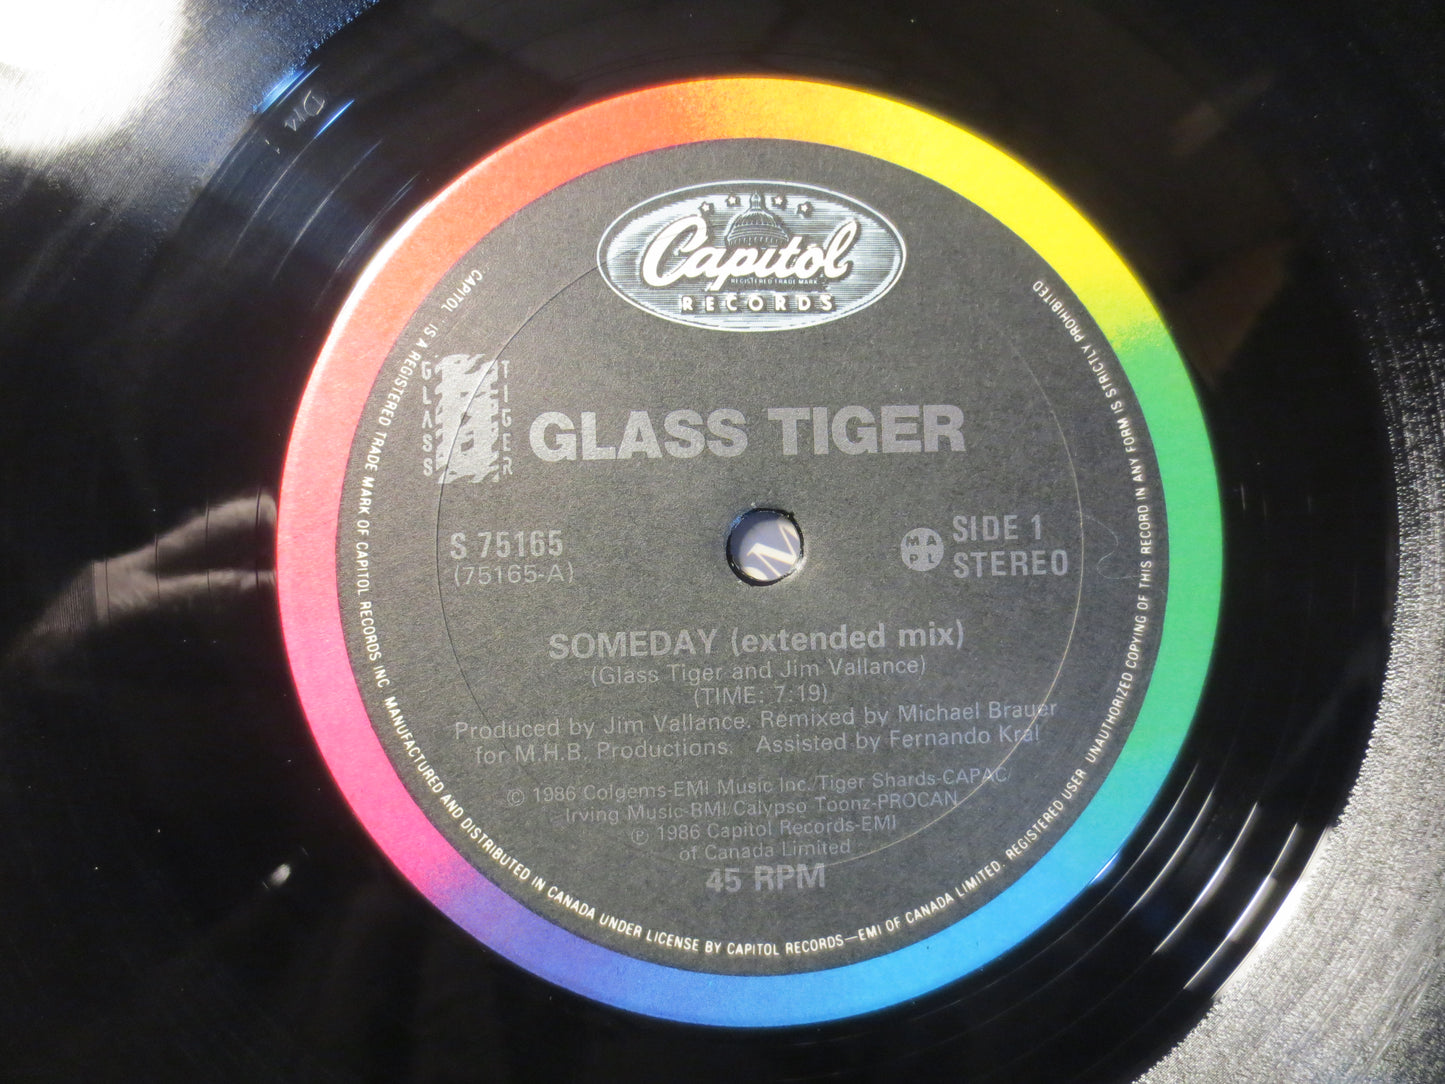 Capitol
REGISTERED TRADE MARK
RECORDS
GLASS TIGER
GLASS TIGER
S 75165
(75165-A)
MAPL
SIDE 1
STEREO
SOMEDAY (extended mix)
(Glass Tiger and Jim Vallance)
(TIME: 7:19)
Produced by Jim Vallance. Remixed by Michael Brauer
for M.H.B. Productions. Assisted by Fernando Kral
© 1986 Colgems-EMI Music Inc./Tiger Shards-CAPAC/
Irving Music-BMI/Calypso Toonz-PROCAN
℗ 1986 Capitol Records-EMI
of Canada Limited
45 RPM
CAPITOL IS A REGISTERED TRADE MARK OF CAPITOL RECORDS INC. MANUFACTURED AND DISTRIBUTED IN CANADA UNDER LICENSE BY CAPITOL RECORDS—EMI OF CANADA LIMITED. REGISTERED USER. UNAUTHORIZED COPYING OF THIS RECORD IN ANY FORM IS STRICTLY PROHIBITED